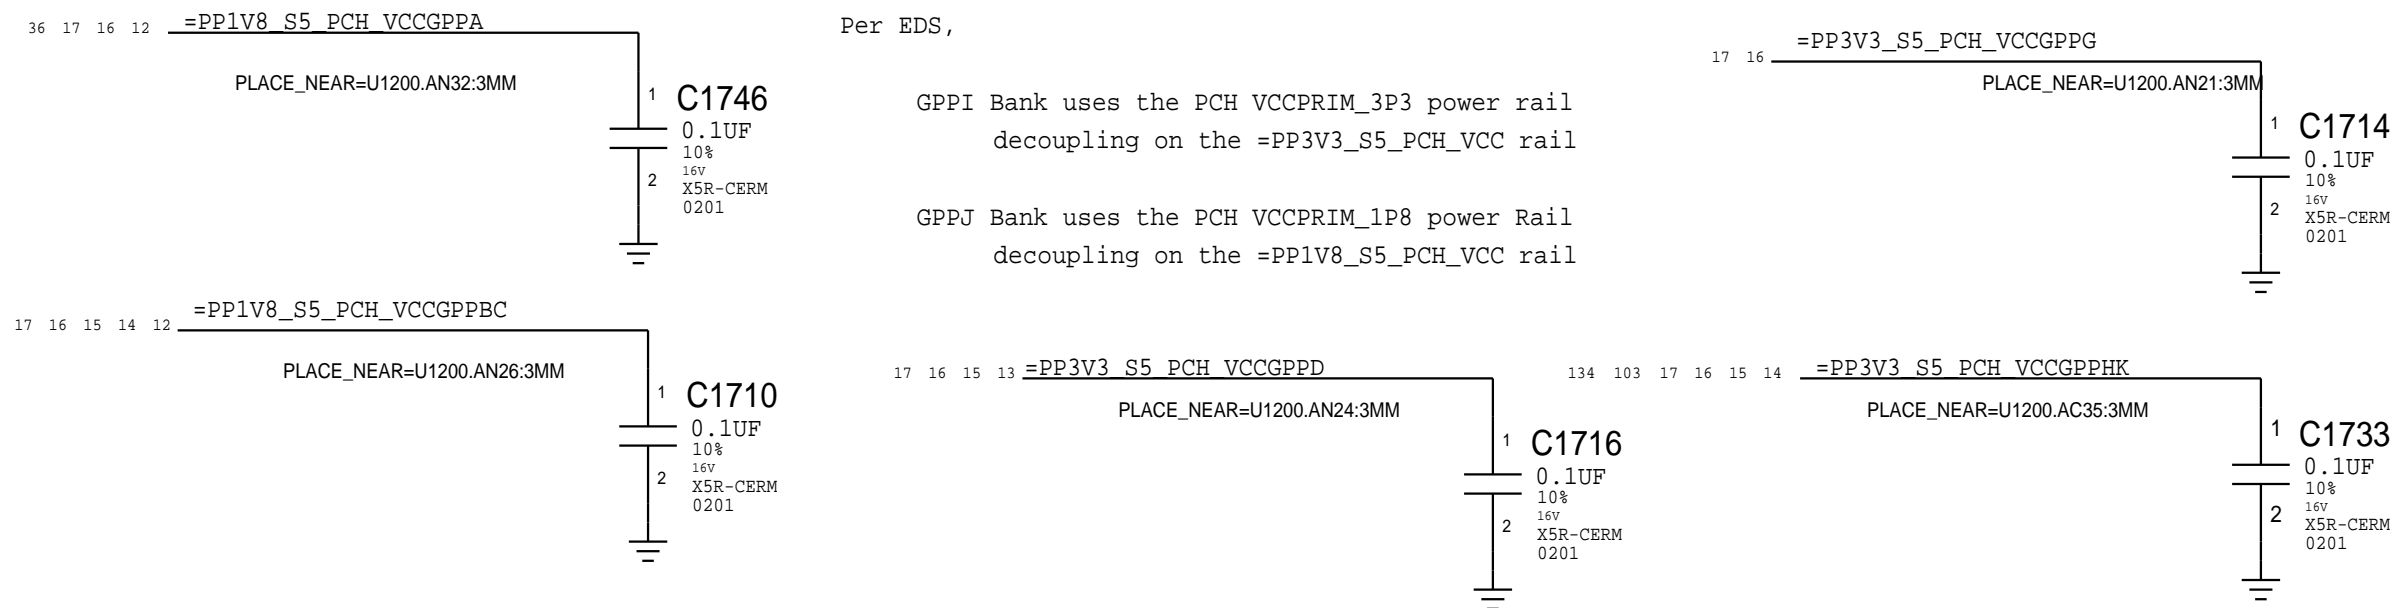 36 17 16 12 =PP1V8_S5_PCH_VCCGPPA
PLACE_NEAR=U1200.AN32:3MM
1 C1746
0.1UF
10%
16V
2 X5R-CERM
0201
Per EDS,
GPPI Bank uses the PCH VCCPRIM_3P3 power rail
decoupling on the =PP3V3_S5_PCH_VCC rail
GPPJ Bank uses the PCH VCCPRIM_1P8 power Rail
decoupling on the =PP1V8_S5_PCH_VCC rail
17 16 =PP3V3_S5_PCH_VCCGPPG
PLACE_NEAR=U1200.AN21:3MM
1 C1714
0.1UF
10%
16V
2 X5R-CERM
0201
17 16 15 14 12 =PP1V8_S5_PCH_VCCGPPBC
PLACE_NEAR=U1200.AN26:3MM
1 C1710
0.1UF
10%
16V
2 X5R-CERM
0201
17 16 15 13 =PP3V3_S5_PCH_VCCGPPD
PLACE_NEAR=U1200.AN24:3MM
1 C1716
0.1UF
10%
16V
2 X5R-CERM
0201
134 103 17 16 15 14 =PP3V3_S5_PCH_VCCGPPHK
PLACE_NEAR=U1200.AC35:3MM
1 C1733
0.1UF
10%
16V
2 X5R-CERM
0201